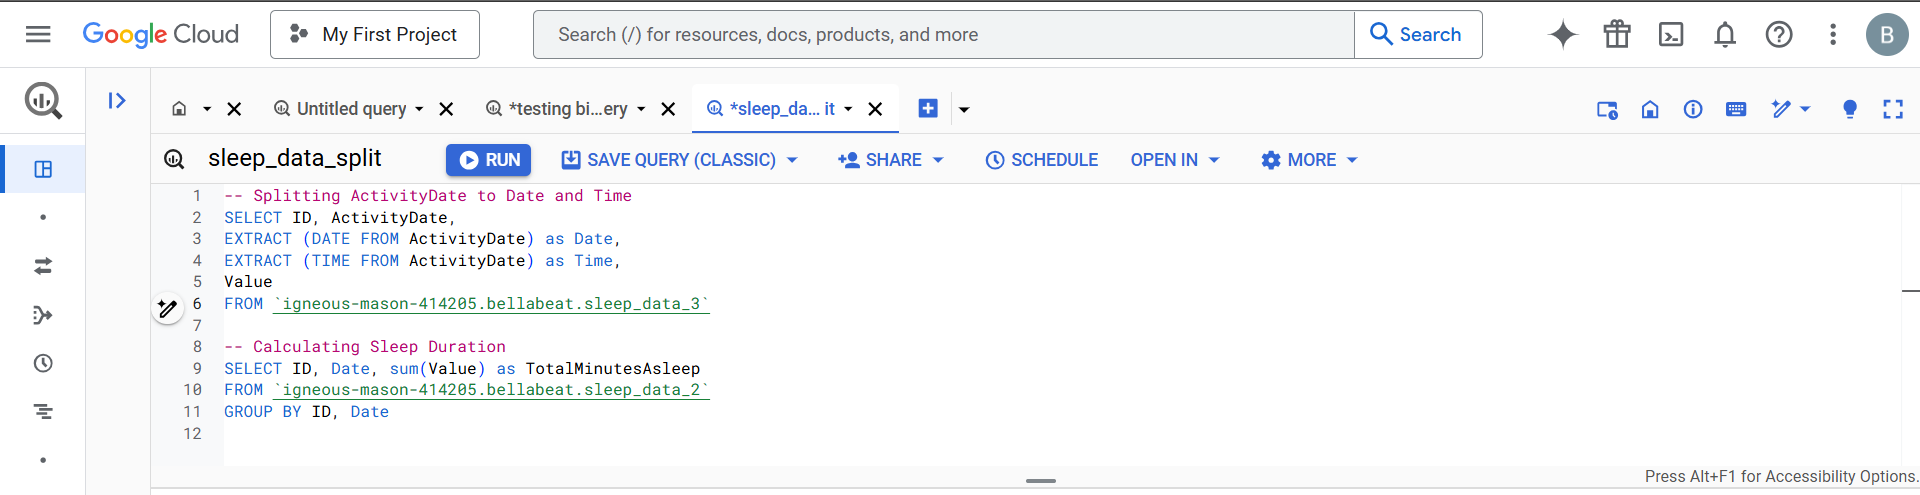 Google Cloud My First Project Search (/) for resources, docs, products, and more Search B
Untitled query *testing bi...ery *sleep_da... it
sleep_data_split RUN SAVE QUERY (CLASSIC) SHARE SCHEDULE OPEN IN MORE
1 -- Splitting ActivityDate to Date and Time
2 SELECT ID, ActivityDate,
3 EXTRACT (DATE FROM ActivityDate) as Date,
4 EXTRACT (TIME FROM ActivityDate) as Time,
5 Value
6 FROM `igneous-mason-414205.bellabeat.sleep_data_3`
7
8 -- Calculating Sleep Duration
9 SELECT ID, Date, sum(Value) as TotalMinutesAsleep
10 FROM `igneous-mason-414205.bellabeat.sleep_data_2`
11 GROUP BY ID, Date
12
Press Alt+F1 for Accessibility Options.